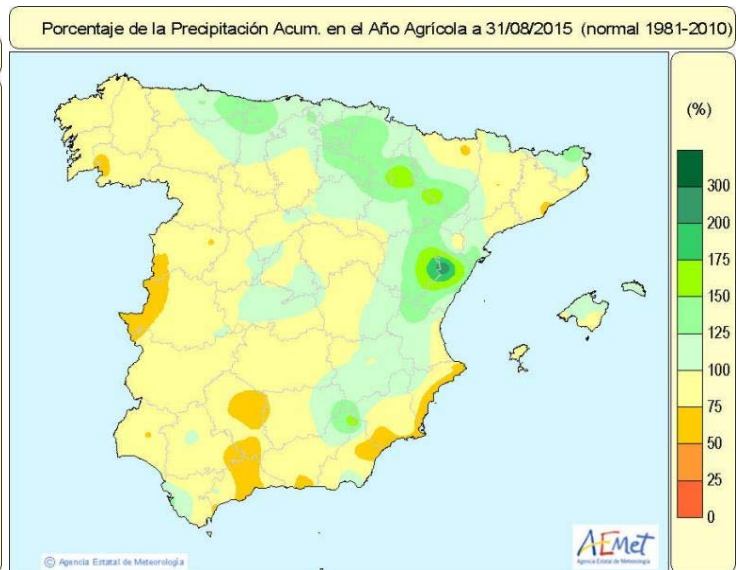 Porcentaje de la Precipitación Acum. en el Año Agrícola a 31/08/2015 (normal 1981-2010)
(%)
300
200
175
150
125
100
75
50
25
0
AEMet
Agencia Estatal de Meteorología
© Agencia Estatal de Meteorología